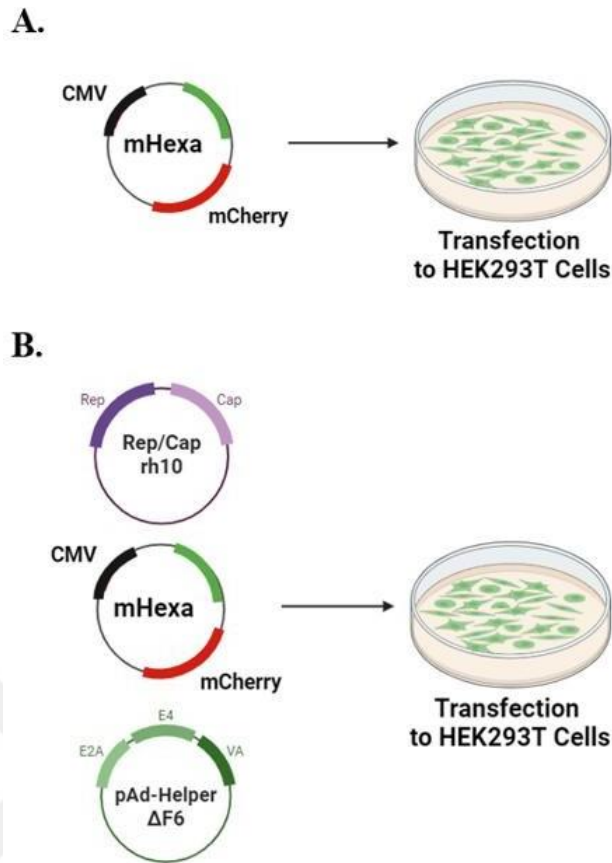 A.
CMV
mHexa
mCherry
Transfection
to HEK293T Cells
B.
Rep
Cap
Rep/Cap
rh10
CMV
mHexa
mCherry
Transfection
to HEK293T Cells
E4
E2A
VA
pAd-Helper
ΔF6